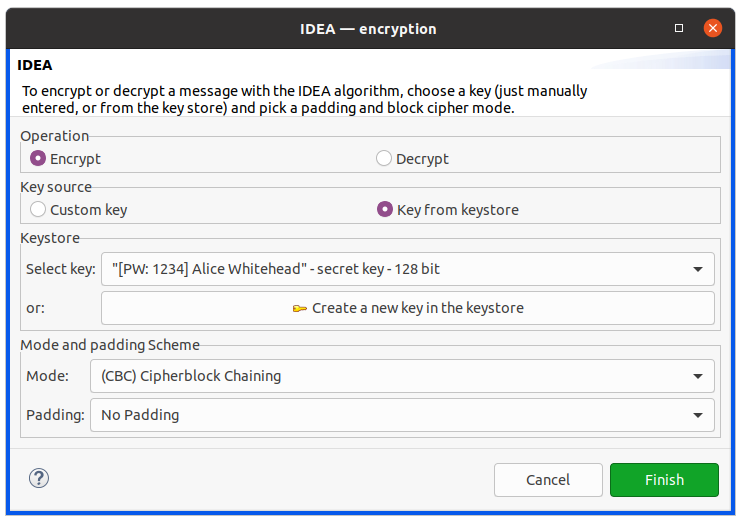 IDEA — encryption
IDEA
To encrypt or decrypt a message with the IDEA algorithm, choose a key (just manually
entered, or from the key store) and pick a padding and block cipher mode.
Operation
Encrypt Decrypt
Key source
Custom key Key from keystore
Keystore
Select key: "[PW: 1234] Alice Whitehead" - secret key - 128 bit
or: Create a new key in the keystore
Mode and padding Scheme
Mode: (CBC) Cipherblock Chaining
Padding: No Padding
? Cancel Finish